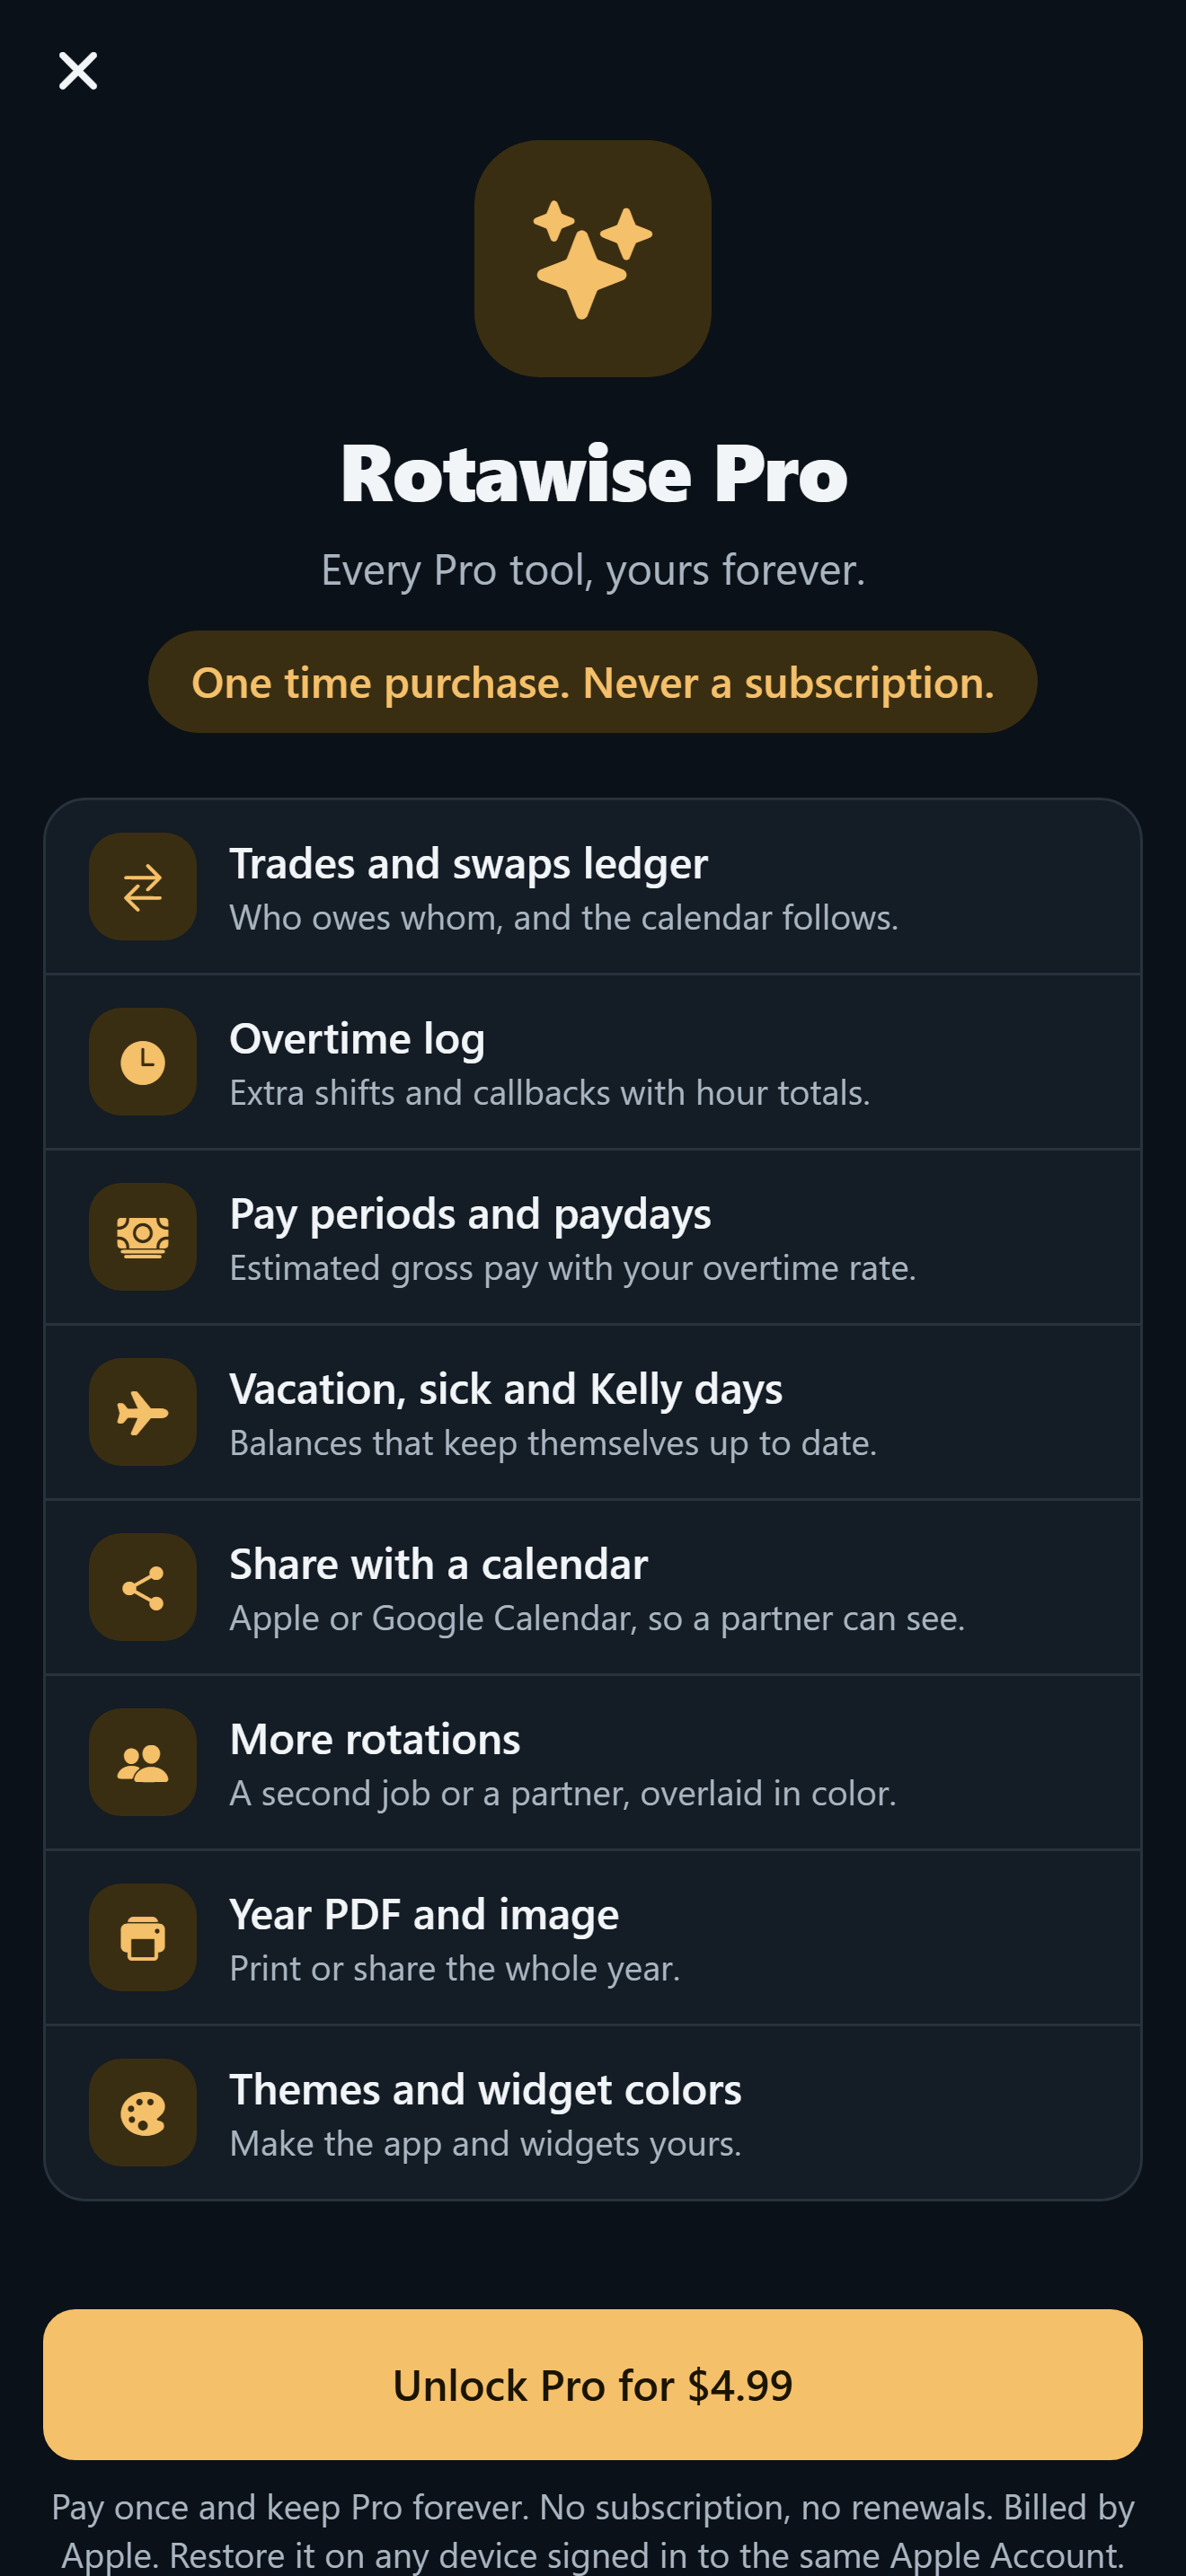 Rotawise Pro
Every Pro tool, yours forever.
One time purchase. Never a subscription.
Trades and swaps ledger
Who owes whom, and the calendar follows.
Overtime log
Extra shifts and callbacks with hour totals.
Pay periods and paydays
Estimated gross pay with your overtime rate.
Vacation, sick and Kelly days
Balances that keep themselves up to date.
Share with a calendar
Apple or Google Calendar, so a partner can see.
More rotations
A second job or a partner, overlaid in color.
Year PDF and image
Print or share the whole year.
Themes and widget colors
Make the app and widgets yours.
Unlock Pro for $4.99
Pay once and keep Pro forever. No subscription, no renewals. Billed by
Apple. Restore it on any device signed in to the same Apple Account.